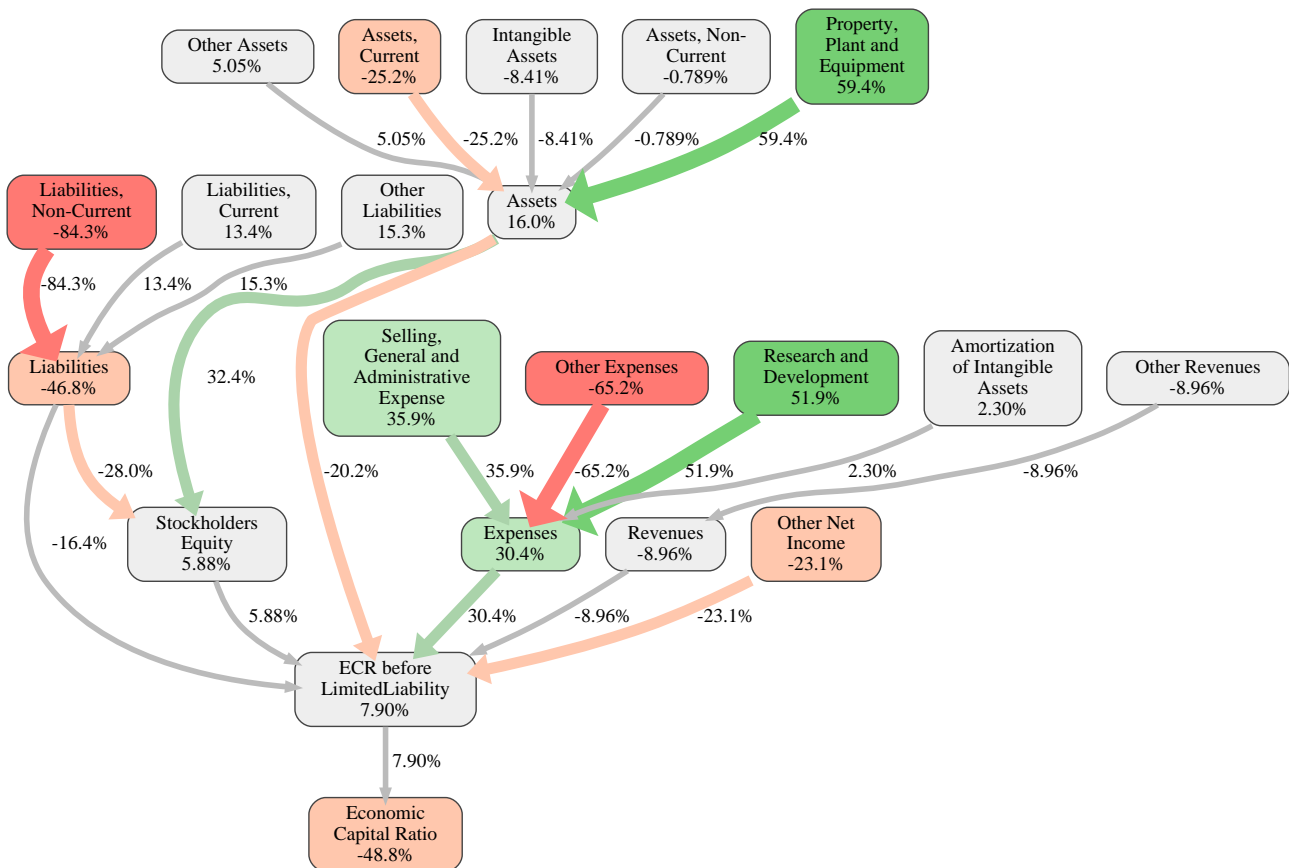 Other Assets
5.05%
Assets,
Current
-25.2%
Intangible
Assets
-8.41%
Assets, Non-
Current
-0.789%
Property,
Plant and
Equipment
59.4%
5.05%
-25.2%
-8.41%
-0.789%
59.4%
Liabilities,
Non-Current
-84.3%
Liabilities,
Current
13.4%
Other
Liabilities
15.3%
Assets
16.0%
-84.3%
13.4%
15.3%
Liabilities
-46.8%
32.4%
Selling,
General and
Administrative
Expense
35.9%
Other Expenses
-65.2%
Research and
Development
51.9%
Amortization
of Intangible
Assets
2.30%
Other Revenues
-8.96%
-28.0%
-20.2%
35.9%
-65.2%
51.9%
2.30%
-8.96%
-16.4%
Stockholders
Equity
5.88%
Expenses
30.4%
Revenues
-8.96%
Other Net
Income
-23.1%
5.88%
30.4%
-8.96%
-23.1%
ECR before
LimitedLiability
7.90%
7.90%
Economic
Capital Ratio
-48.8%